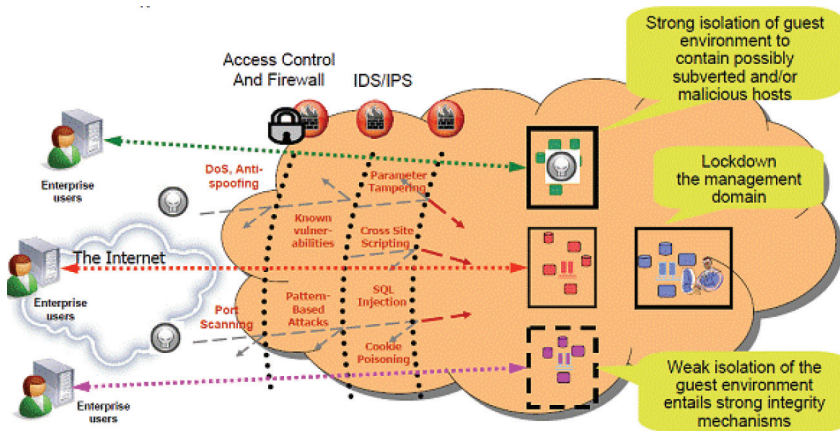 Access Control
And Firewall
IDS/IPS
Strong isolation of guest
environment to
contain possibly
subverted and/or
malicious hosts
Enterprise
users
DoS, Anti-
spoofing
Parameter
Tampering
Lockdown
the management
domain
Known
vulner-
abilities
Cross Site
Scripting
The Internet
Enterprise
users
Port
Scanning
Pattern-
Based
Attacks
SQL
Injection
Cookie
Poisoning
Enterprise
users
Weak isolation of the
guest environment
entails strong integrity
mechanisms